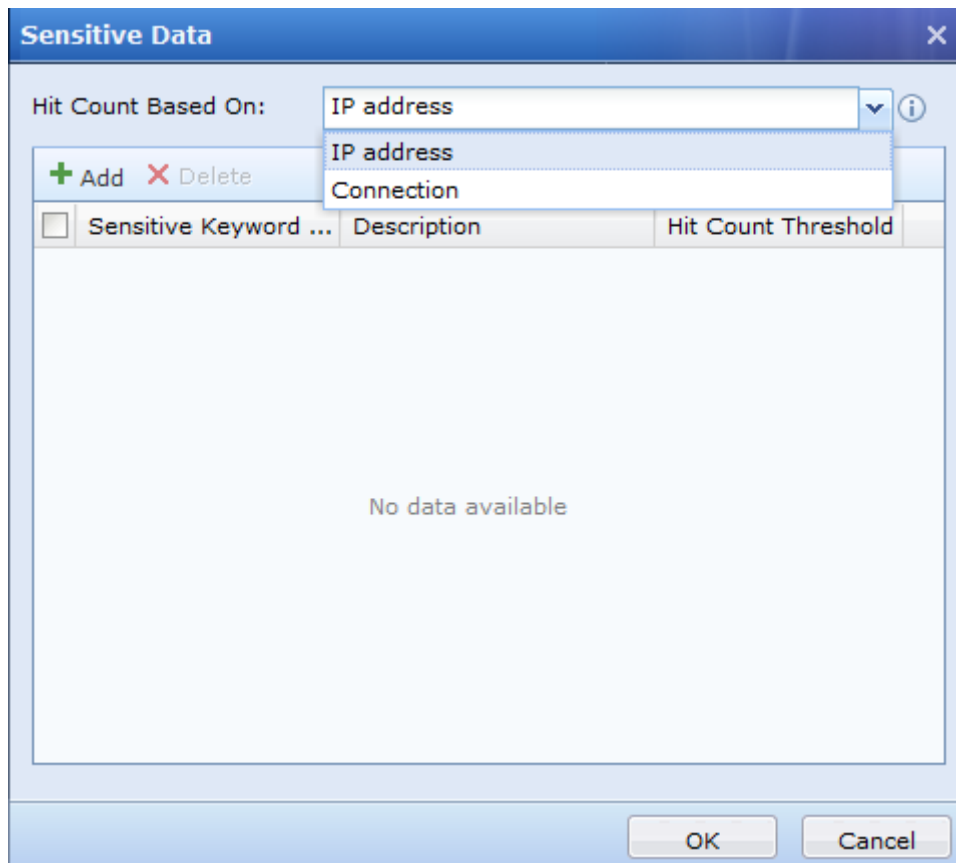 Sensitive Data
Hit Count Based On: IP address
IP address
Connection
Add Delete
Sensitive Keyword ... Description Hit Count Threshold
No data available
OK Cancel